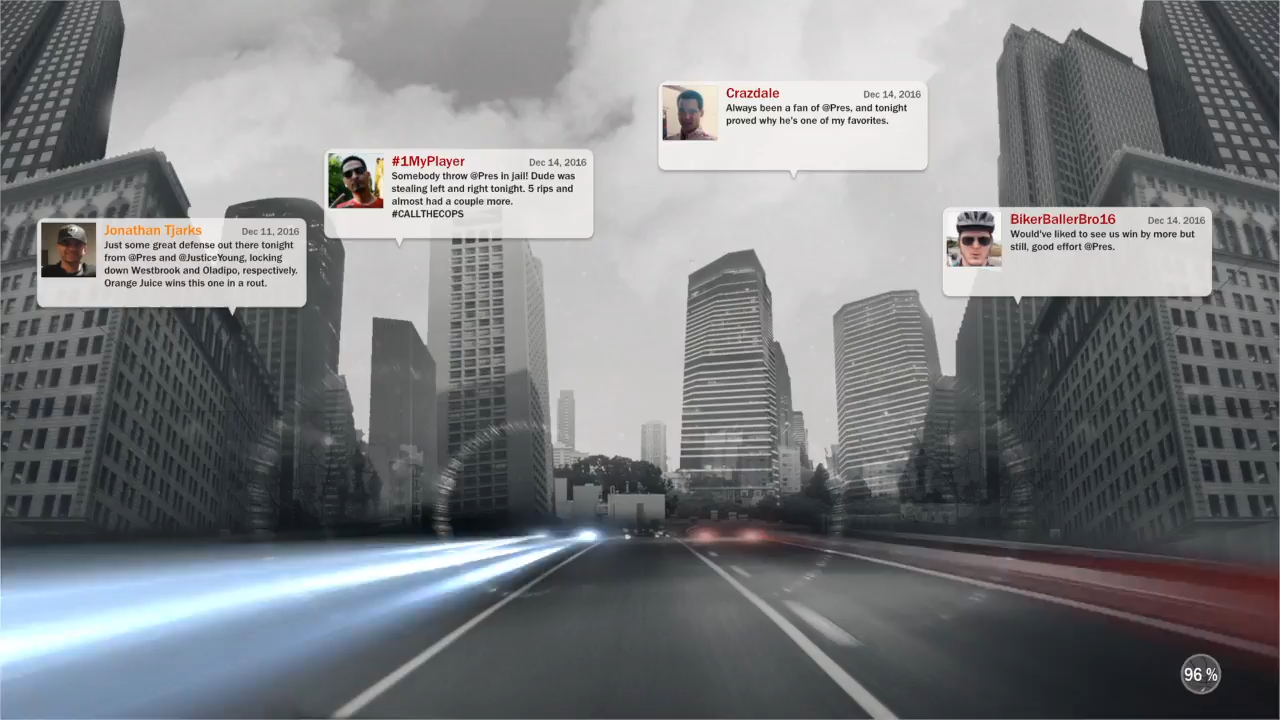 Jonathan Tjarks Dec 11, 2016
Just some great defense out there tonight
from @Pres and @JusticeYoung, locking
down Westbrook and Oladipo, respectively.
Orange Juice wins this one in a rout.
#1MyPlayer Dec 14, 2016
Somebody throw @Pres in jail! Dude was
stealing left and right tonight. 5 rips and
almost had a couple more.
#CALLTHECOPS
Crazdale Dec 14, 2016
Always been a fan of @Pres, and tonight
proved why he's one of my favorites.
BikerBallerBro16 Dec 14, 2016
Would've liked to see us win by more but
still, good effort @Pres.
96 %